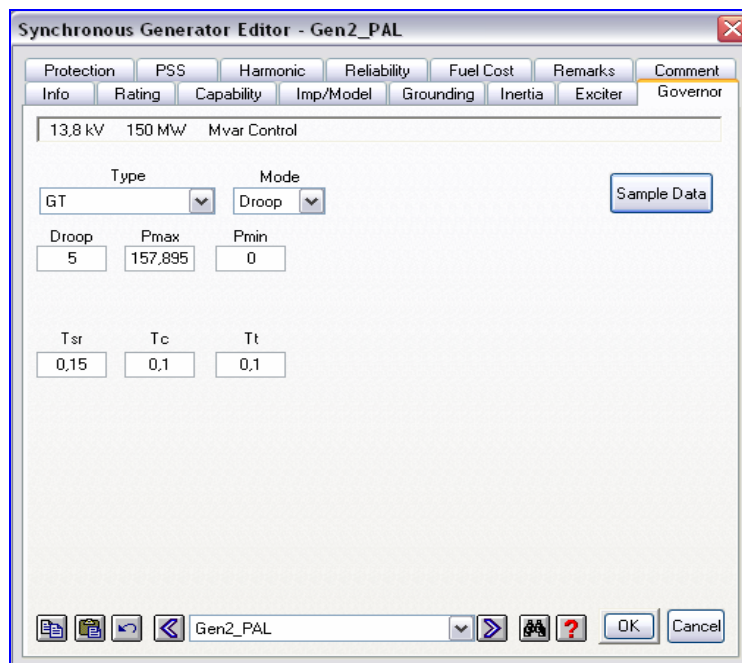 Synchronous Generator Editor - Gen2_PAL
Protection PSS Harmonic Reliability Fuel Cost Remarks Comment
Info Rating Capability Imp/Model Grounding Inertia Exciter Governor
13,8 kV 150 MW Mvar Control
Type Mode
GT Droop Sample Data
Droop Pmax Pmin
5 157,895 0
Tsr Tc Tt
0,15 0,1 0,1
Gen2_PAL ? OK Cancel